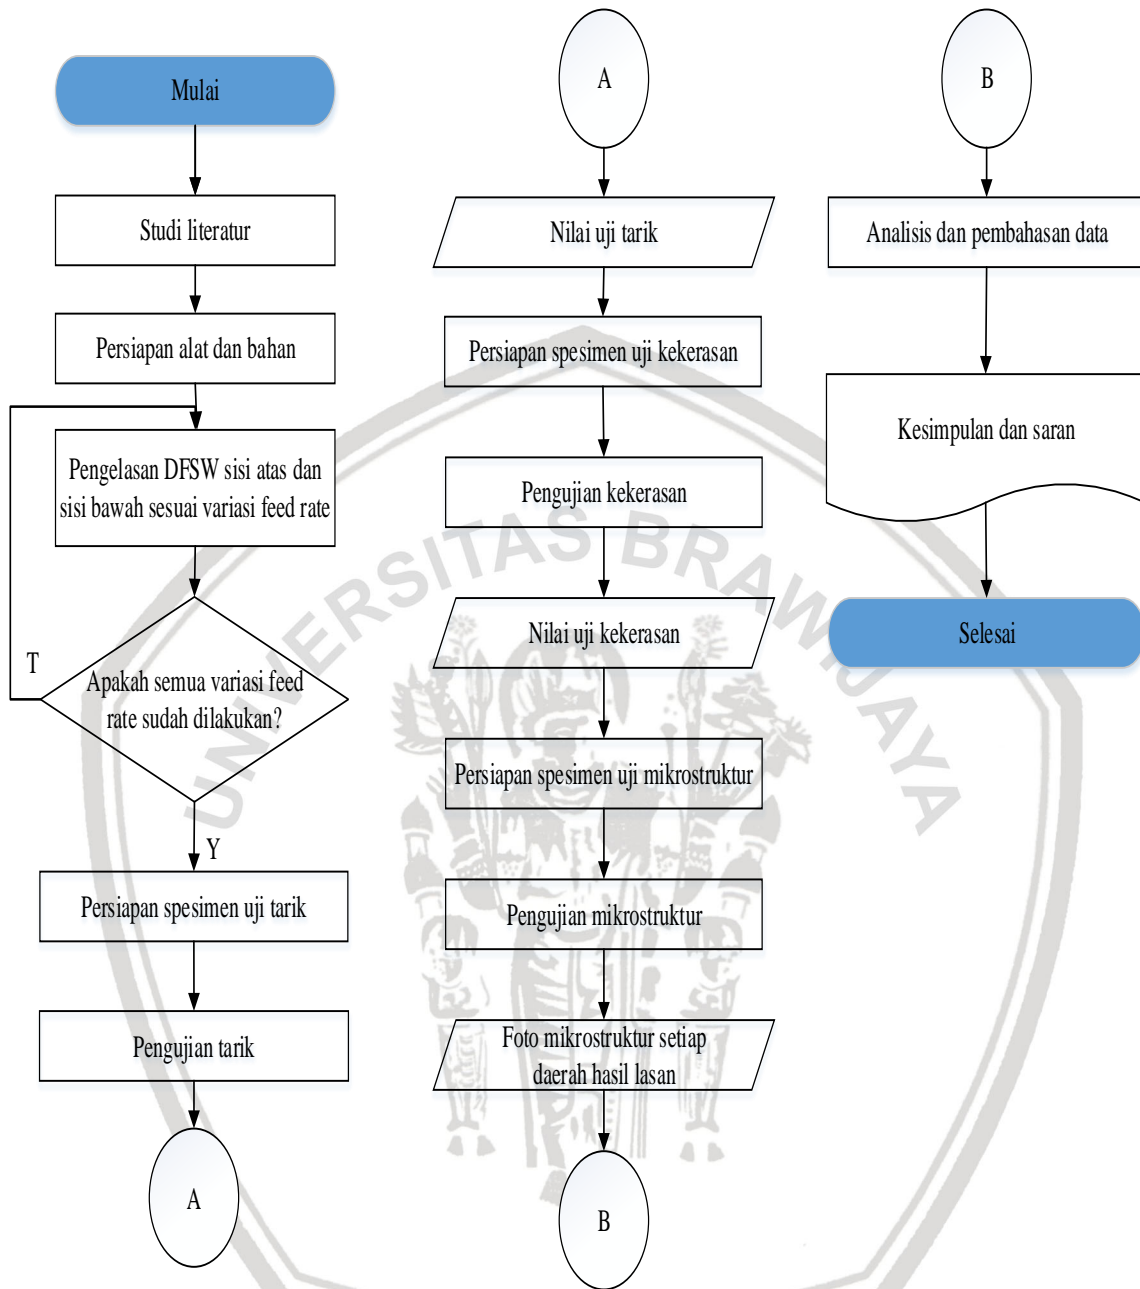 Mulai
Studi literatur
Persiapan alat dan bahan
Pengelasan DFSW sisi atas dan
sisi bawah sesuai variasi feed rate
T
Apakah semua variasi feed
rate sudah dilakukan?
Y
Persiapan spesimen uji tarik
Pengujian tarik
A
A
Nilai uji tarik
Persiapan spesimen uji kekerasan
Pengujian kekerasan
Nilai uji kekerasan
Persiapan spesimen uji mikrostruktur
Pengujian mikrostruktur
Foto mikrostruktur setiap
daerah hasil lasan
B
B
Analisis dan pembahasan data
Kesimpulan dan saran
Selesai
UNIVERSITAS BRAWIJAYA